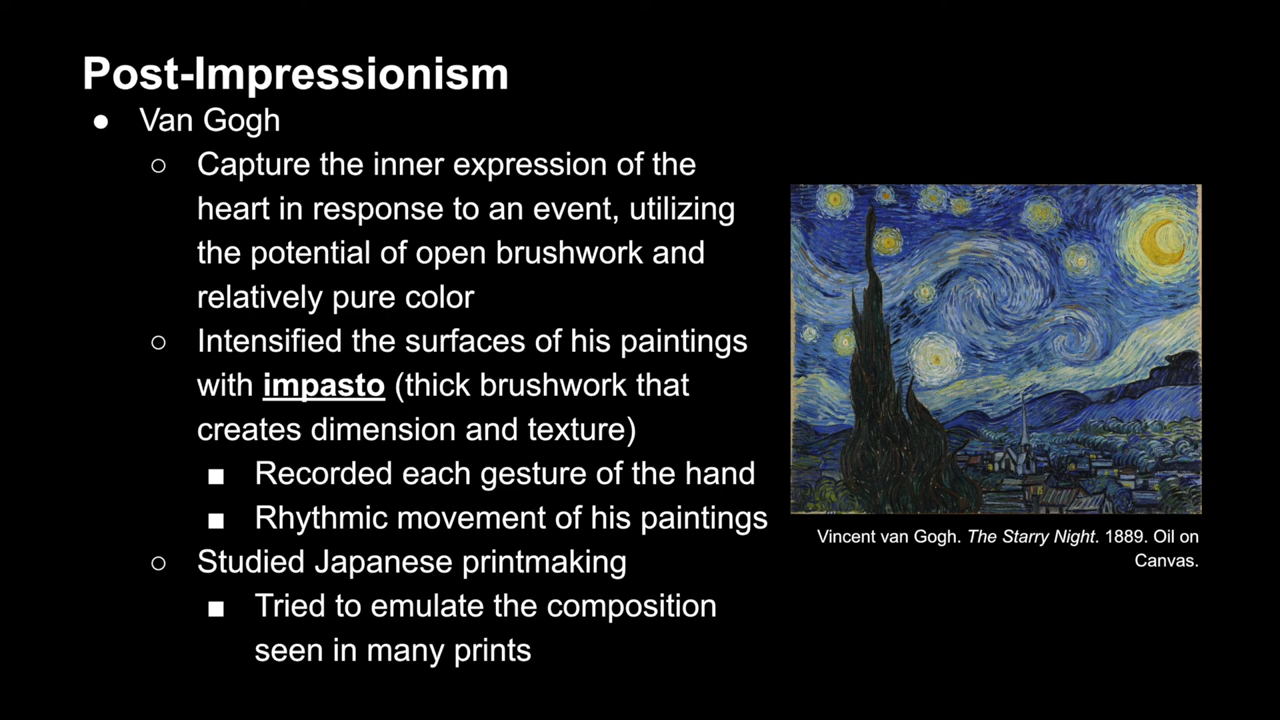 Post-Impressionism
● Van Gogh
○ Capture the inner expression of the
heart in response to an event, utilizing
the potential of open brushwork and
relatively pure color
○ Intensified the surfaces of his paintings
with impasto (thick brushwork that
creates dimension and texture)
■ Recorded each gesture of the hand
■ Rhythmic movement of his paintings
○ Studied Japanese printmaking
■ Tried to emulate the composition
seen in many prints
Vincent van Gogh. The Starry Night. 1889. Oil on
Canvas.